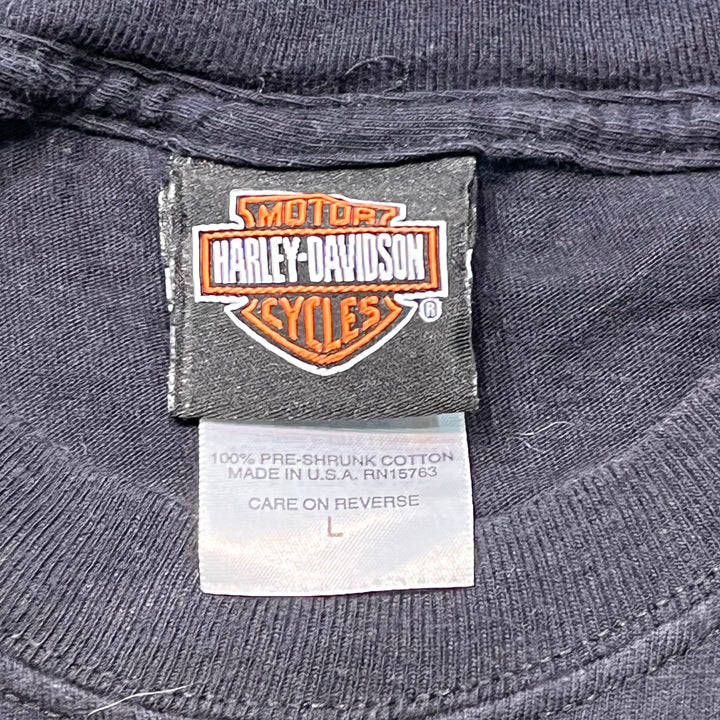 MOTOR
HARLEY-DAVIDSON
CYCLES
®
100% PRE-SHRUNK COTTON
MADE IN U.S.A. RN15763
CARE ON REVERSE
L